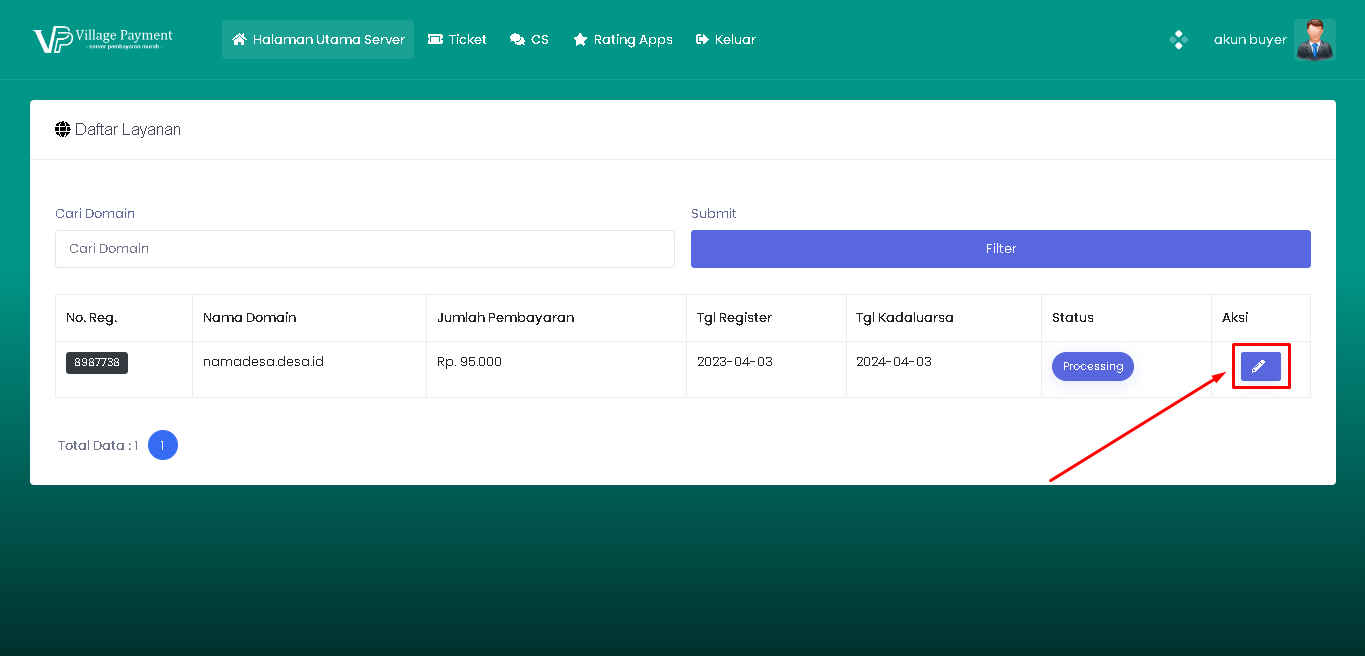 Village Payment
- server pembayaran murah -
Halaman Utama Server
Ticket
CS
Rating Apps
Keluar
akun buyer
Daftar Layanan
Cari Domain
Submit
Cari Domain
Filter
No. Reg.
Nama Domain
Jumlah Pembayaran
Tgl Register
Tgl Kadaluarsa
Status
Aksi
8987738
namadesa.desa.id
Rp. 95.000
2023-04-03
2024-04-03
Processing
Total Data : 1
1